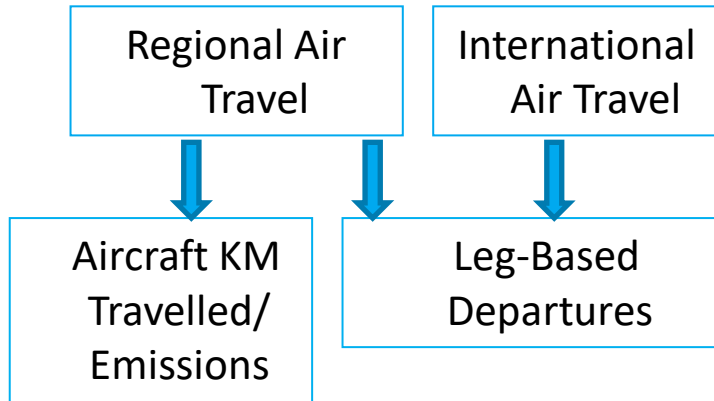 Regional Air
Travel
International
Air Travel
Aircraft KM
Travelled/
Emissions
Leg-Based
Departures